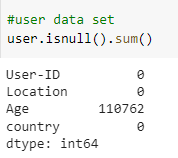 #user data set
user.isnull().sum()
User-ID 0
Location 0
Age 110762
country 0
dtype: int64